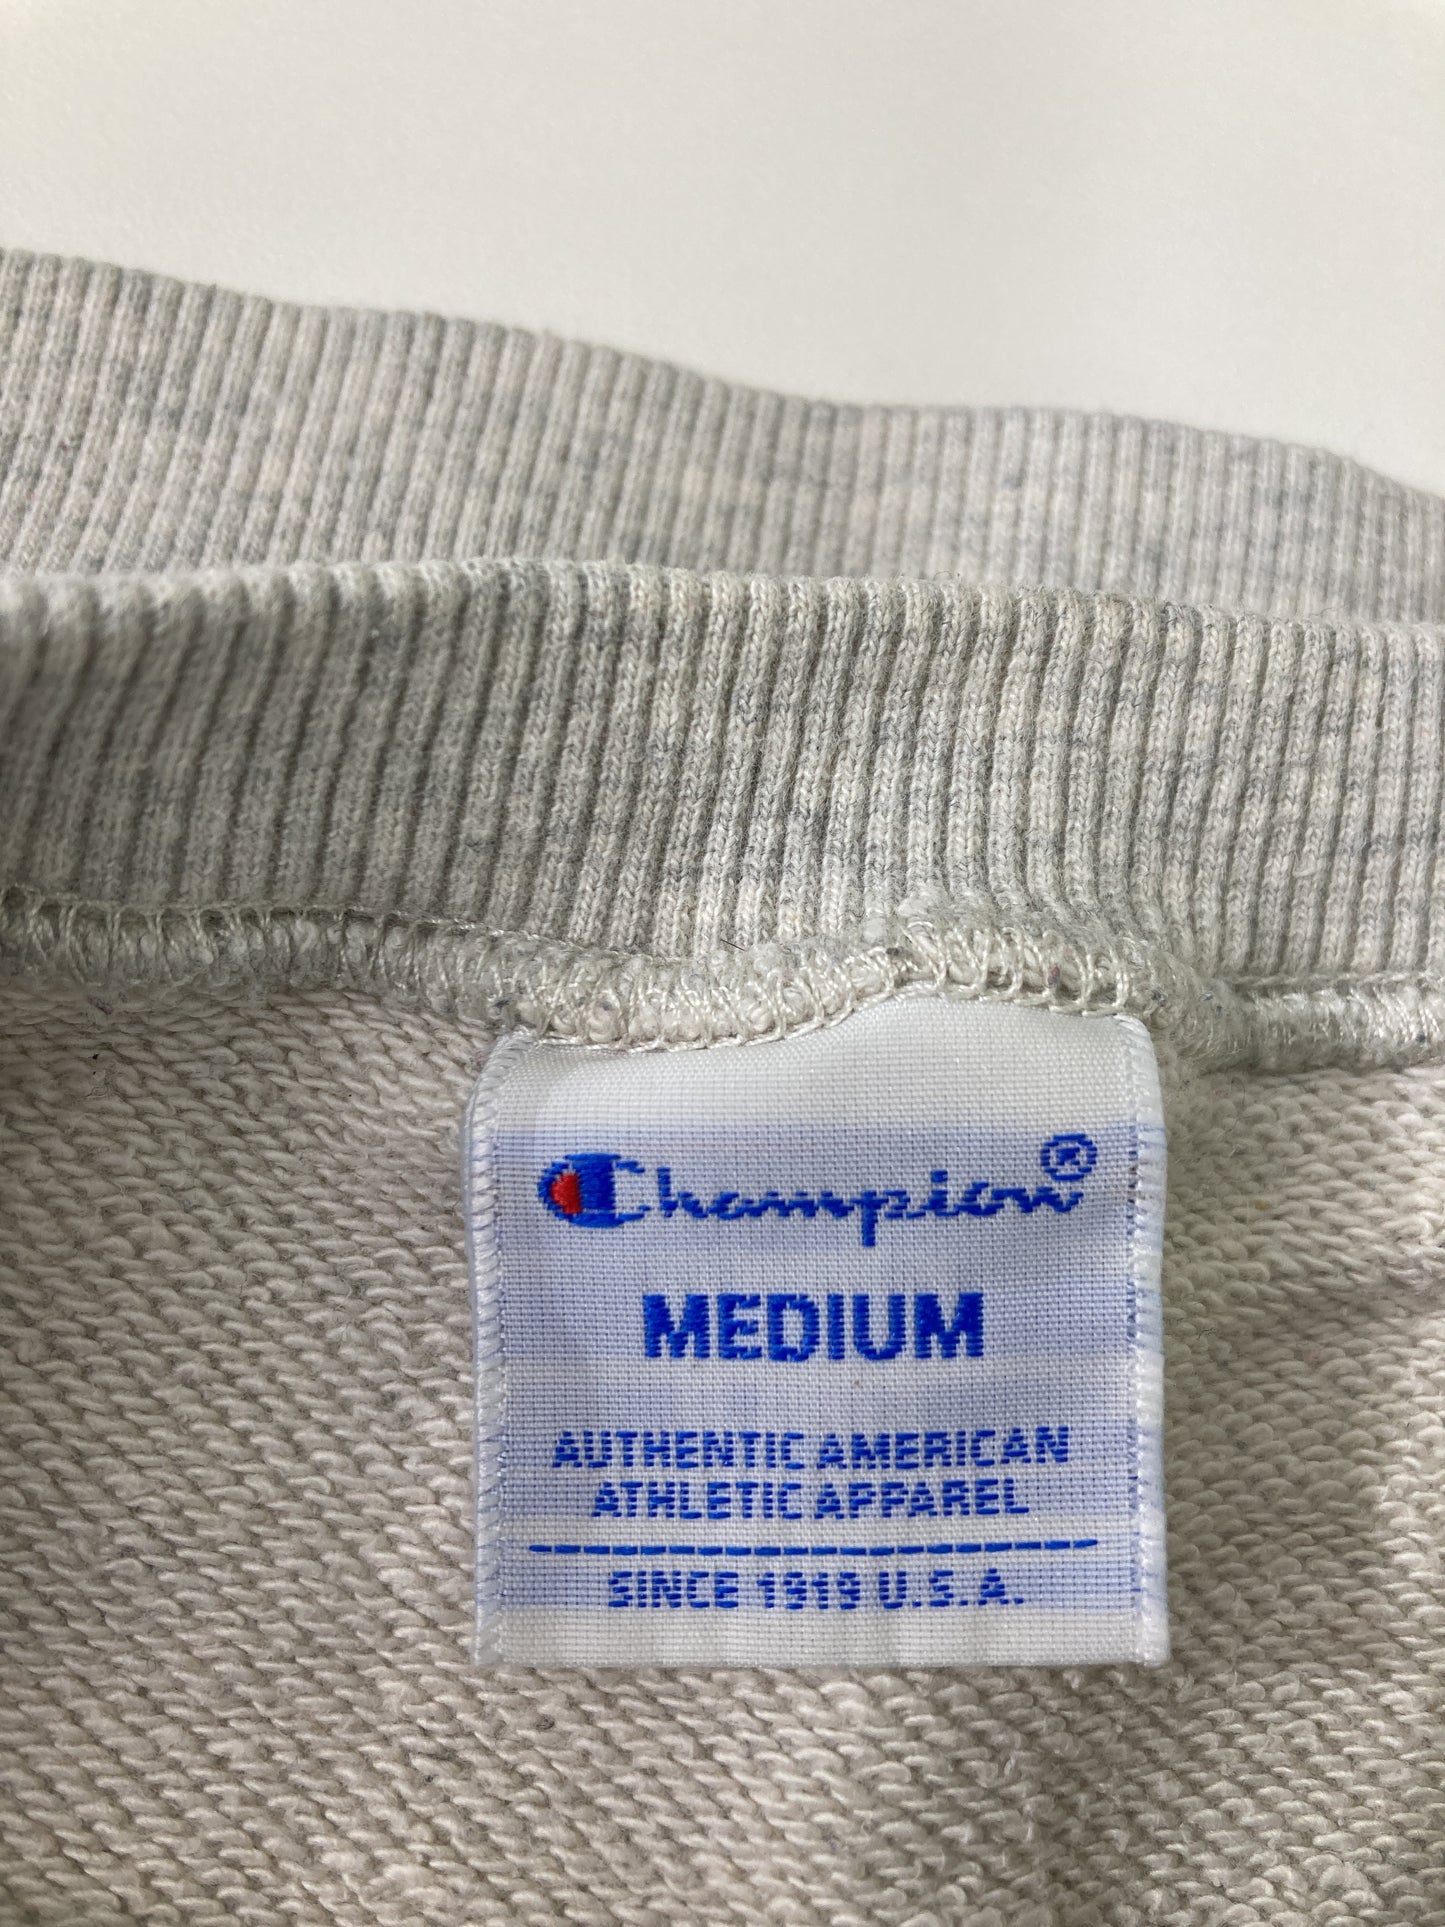 Champion®
MEDIUM
AUTHENTIC AMERICAN
ATHLETIC APPAREL
SINCE 1919 U.S.A.